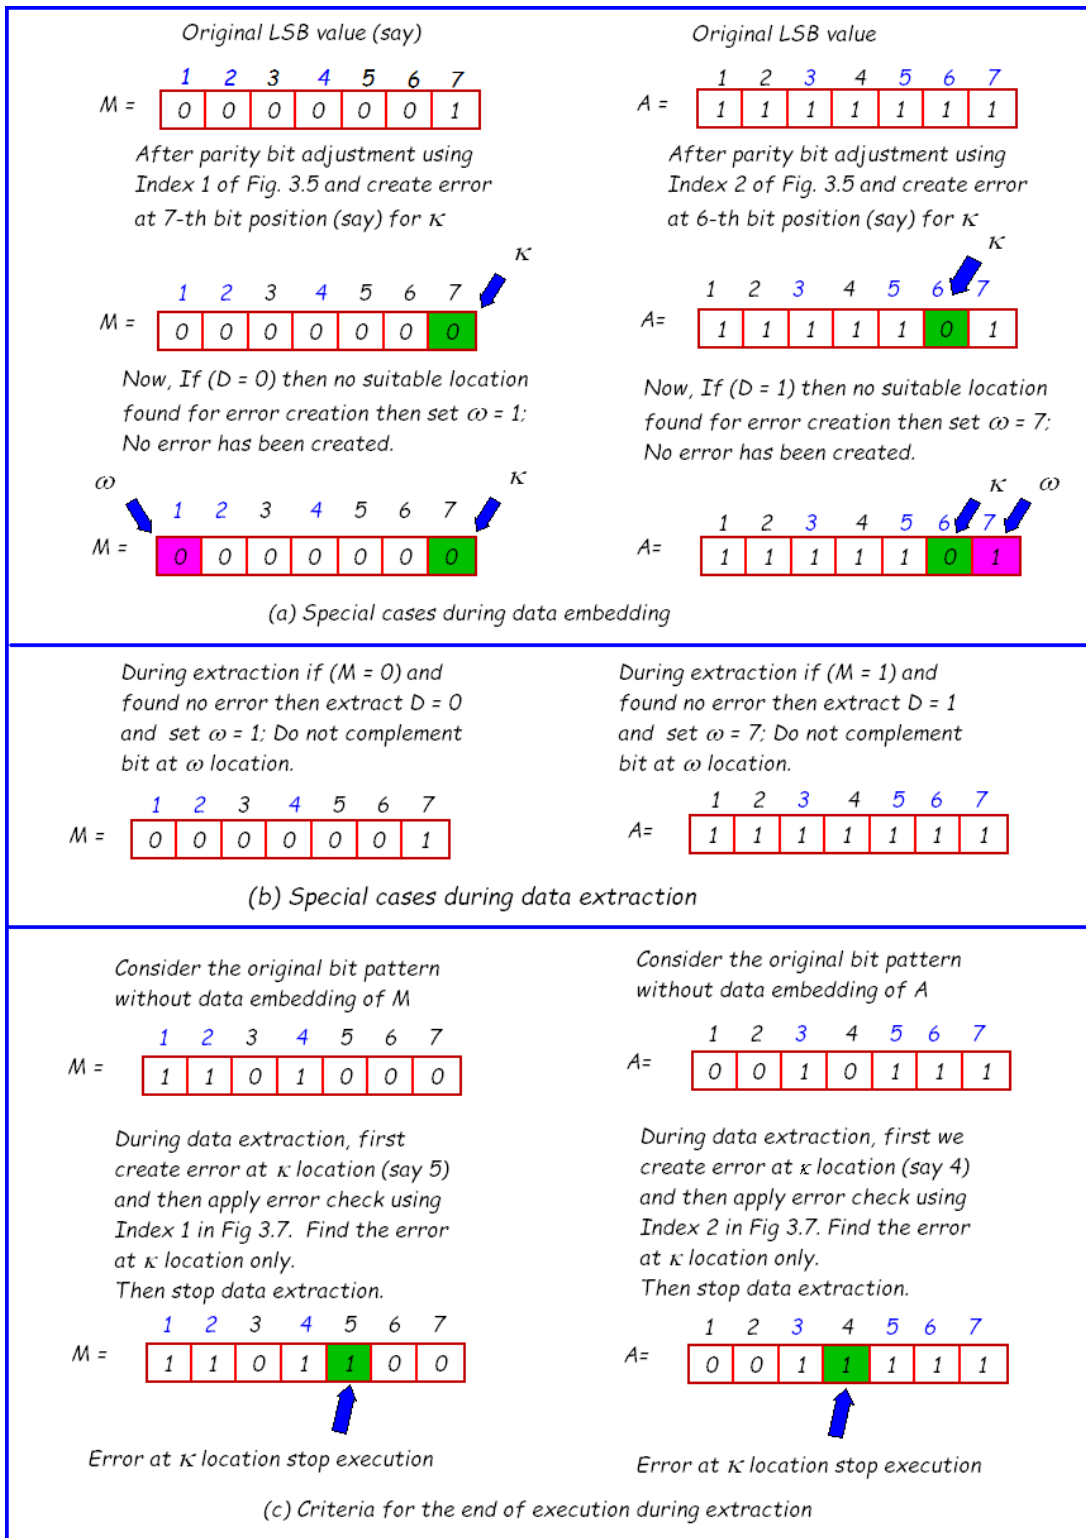 Original LSB value (say)
1 2 3 4 5 6 7
M = 0 0 0 0 0 0 1
After parity bit adjustment using
Index 1 of Fig. 3.5 and create error
at 7-th bit position (say) for κ
κ
1 2 3 4 5 6 7
M = 0 0 0 0 0 0 0
Now, If (D = 0) then no suitable location
found for error creation then set ω = 1;
No error has been created.
ω κ
1 2 3 4 5 6 7
M = 0 0 0 0 0 0 0
Original LSB value
1 2 3 4 5 6 7
A = 1 1 1 1 1 1 1
After parity bit adjustment using
Index 2 of Fig. 3.5 and create error
at 6-th bit position (say) for κ
κ
1 2 3 4 5 6 7
A= 1 1 1 1 1 0 1
Now, If (D = 1) then no suitable location
found for error creation then set ω = 7;
No error has been created.
κ ω
1 2 3 4 5 6 7
A= 1 1 1 1 1 0 1
(a) Special cases during data embedding
During extraction if (M = 0) and
found no error then extract D = 0
and set ω = 1; Do not complement
bit at ω location.
1 2 3 4 5 6 7
M = 0 0 0 0 0 0 1
During extraction if (M = 1) and
found no error then extract D = 1
and set ω = 7; Do not complement
bit at ω location.
1 2 3 4 5 6 7
A= 1 1 1 1 1 1 1
(b) Special cases during data extraction
Consider the original bit pattern
without data embedding of M
1 2 3 4 5 6 7
M = 1 1 0 1 0 0 0
During data extraction, first
create error at κ location (say 5)
and then apply error check using
Index 1 in Fig 3.7. Find the error
at κ location only.
Then stop data extraction.
1 2 3 4 5 6 7
M = 1 1 0 1 1 0 0
Error at κ location stop execution
Consider the original bit pattern
without data embedding of A
1 2 3 4 5 6 7
A= 0 0 1 0 1 1 1
During data extraction, first we
create error at κ location (say 4)
and then apply error check using
Index 2 in Fig 3.7. Find the error
at κ location only.
Then stop data extraction.
1 2 3 4 5 6 7
A= 0 0 1 1 1 1 1
Error at κ location stop execution
(c) Criteria for the end of execution during extraction